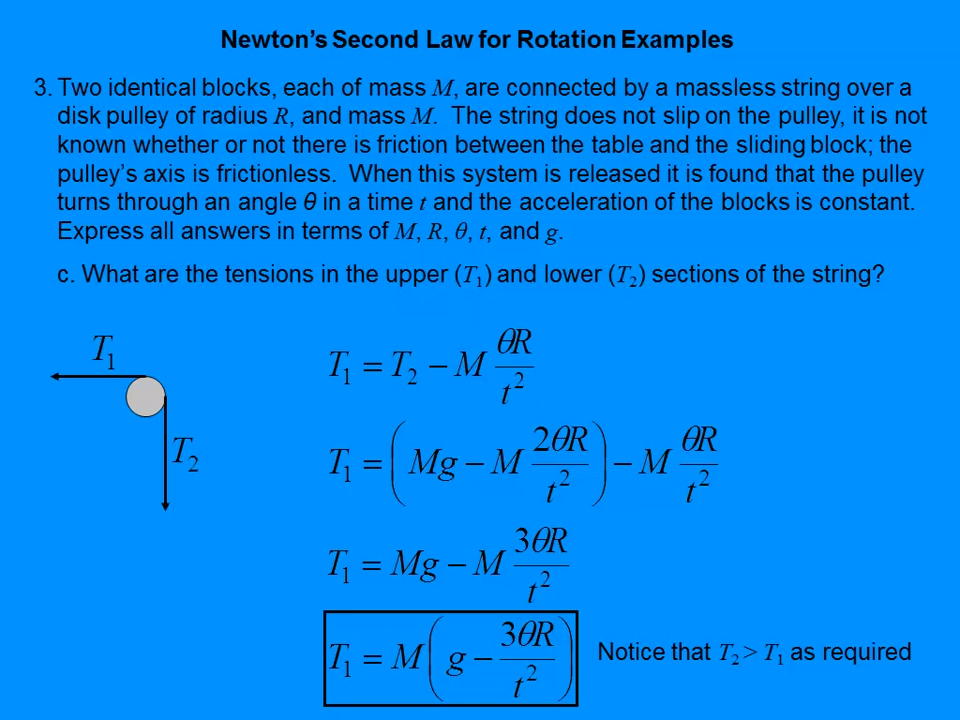 Newton's Second Law for Rotation Examples
3. Two identical blocks, each of mass M, are connected by a massless string over a
disk pulley of radius R, and mass M. The string does not slip on the pulley, it is not
known whether or not there is friction between the table and the sliding block; the
pulley's axis is frictionless. When this system is released it is found that the pulley
turns through an angle θ in a time t and the acceleration of the blocks is constant.
Express all answers in terms of M, R, θ, t, and g.
c. What are the tensions in the upper (T₁) and lower (T₂) sections of the string?
T₁
T₂
T₁ = T₂ − M θR/t²
T₁ = (Mg − M 2θR/t²) − M θR/t²
T₁ = Mg − M 3θR/t²
T₁ = M(g − 3θR/t²)
Notice that T₂ > T₁ as required